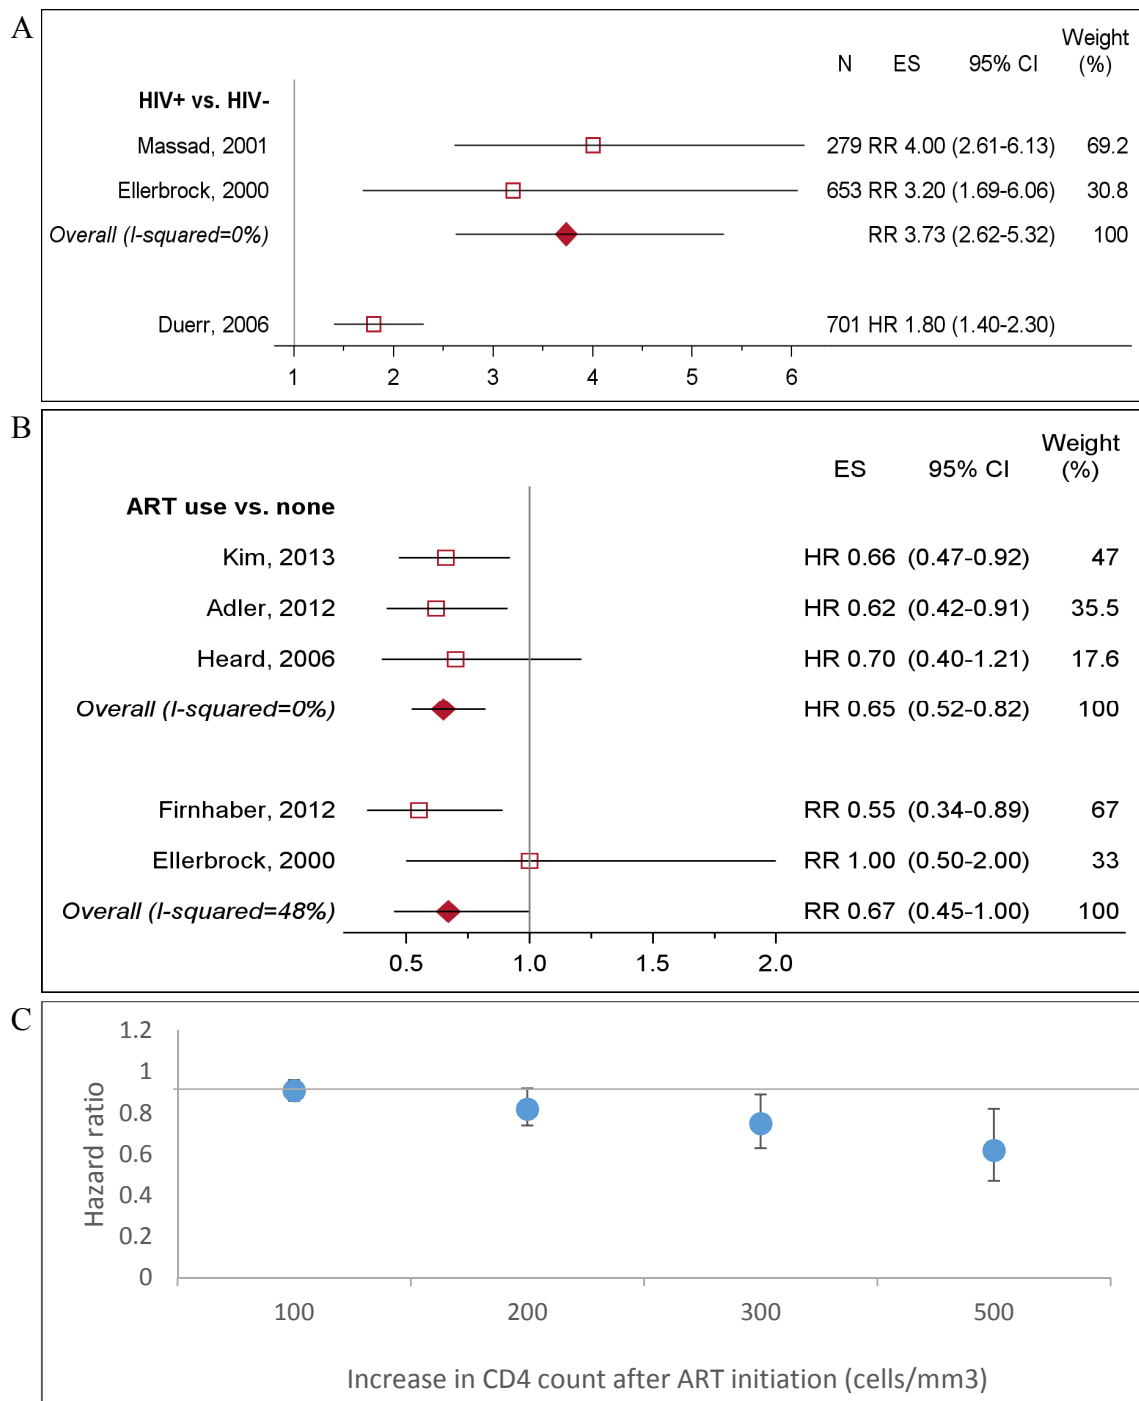 A
Weight
N ES 95% CI (%)
HIV+ vs. HIV-
Massad, 2001 279 RR 4.00 (2.61-6.13) 69.2
Ellerbrock, 2000 653 RR 3.20 (1.69-6.06) 30.8
Overall (I-squared=0%) RR 3.73 (2.62-5.32) 100
Duerr, 2006 701 HR 1.80 (1.40-2.30)
1 2 3 4 5 6
B
Weight
ES 95% CI (%)
ART use vs. none
Kim, 2013 HR 0.66 (0.47-0.92) 47
Adler, 2012 HR 0.62 (0.42-0.91) 35.5
Heard, 2006 HR 0.70 (0.40-1.21) 17.6
Overall (I-squared=0%) HR 0.65 (0.52-0.82) 100
Firnhaber, 2012 RR 0.55 (0.34-0.89) 67
Ellerbrock, 2000 RR 1.00 (0.50-2.00) 33
Overall (I-squared=48%) RR 0.67 (0.45-1.00) 100
0.5 1.0 1.5 2.0
C
Hazard ratio
1.2
1
0.8
0.6
0.4
0.2
0
100 200 300 500
Increase in CD4 count after ART initiation (cells/mm3)